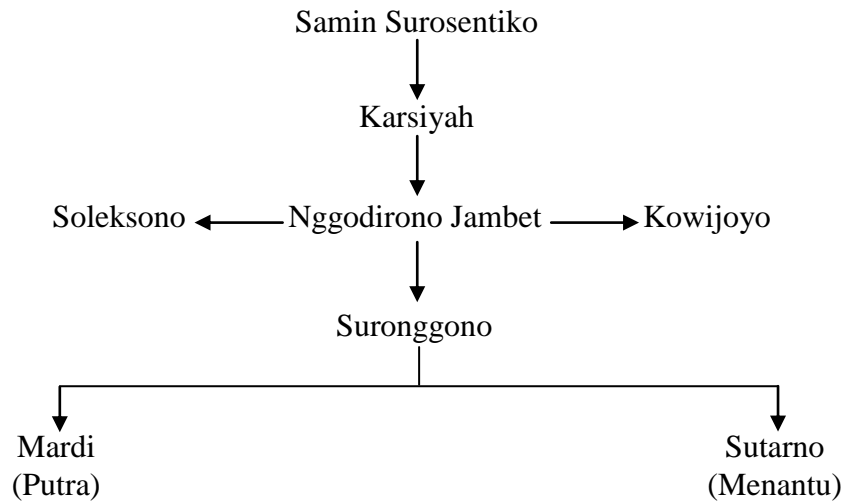 Samin Surosentiko
Karsiyah
Soleksono Nggodirono Jambet Kowijoyo
Suronggono
Mardi Sutarno
(Putra) (Menantu)